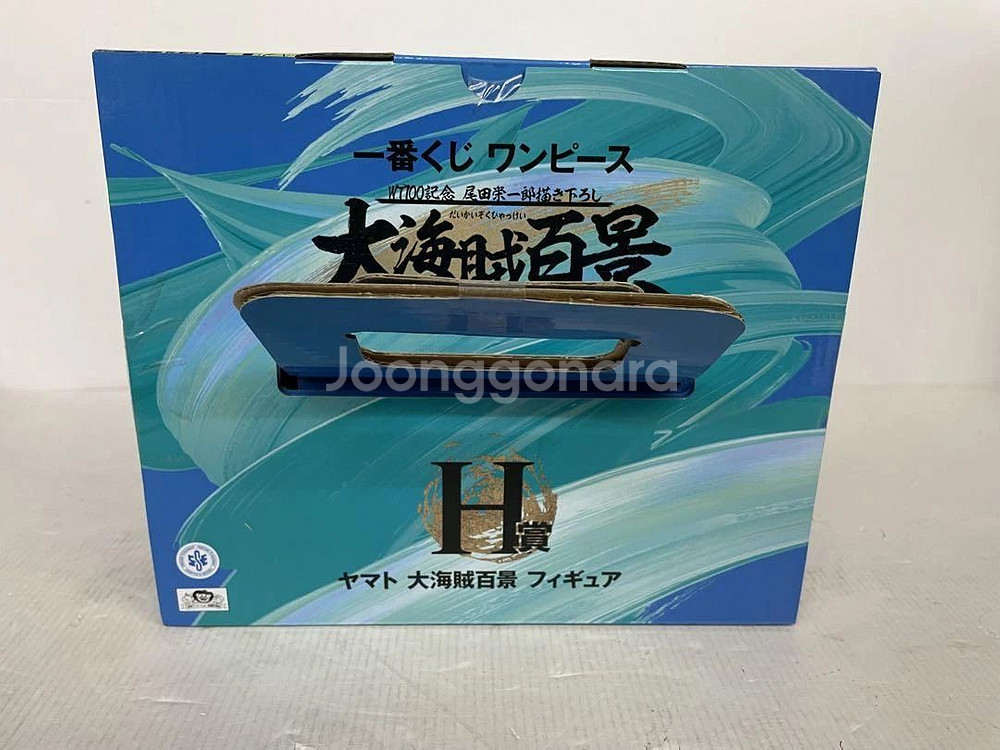 一番くじ ワンピース
WT100記念 尾田栄一郎描き下ろし
だいかいぞくひゃっけい
大海賊百景
Joonggonara
H賞
ヤマト 大海賊百景 フィギュア